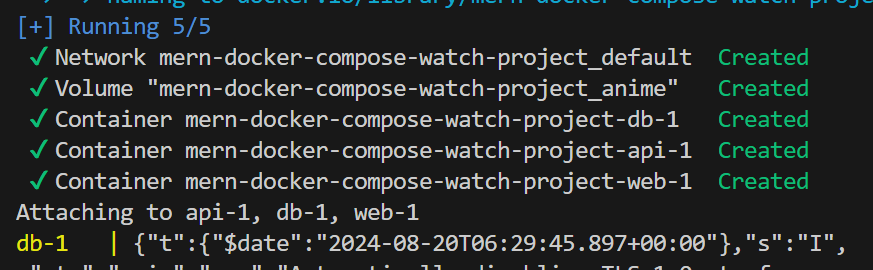 [+] Running 5/5
✓ Network mern-docker-compose-watch-project_default Created
✓ Volume "mern-docker-compose-watch-project_anime" Created
✓ Container mern-docker-compose-watch-project-db-1 Created
✓ Container mern-docker-compose-watch-project-api-1 Created
✓ Container mern-docker-compose-watch-project-web-1 Created
Attaching to api-1, db-1, web-1
db-1 | {"t":{"$date":"2024-08-20T06:29:45.897+00:00"},"s":"I",